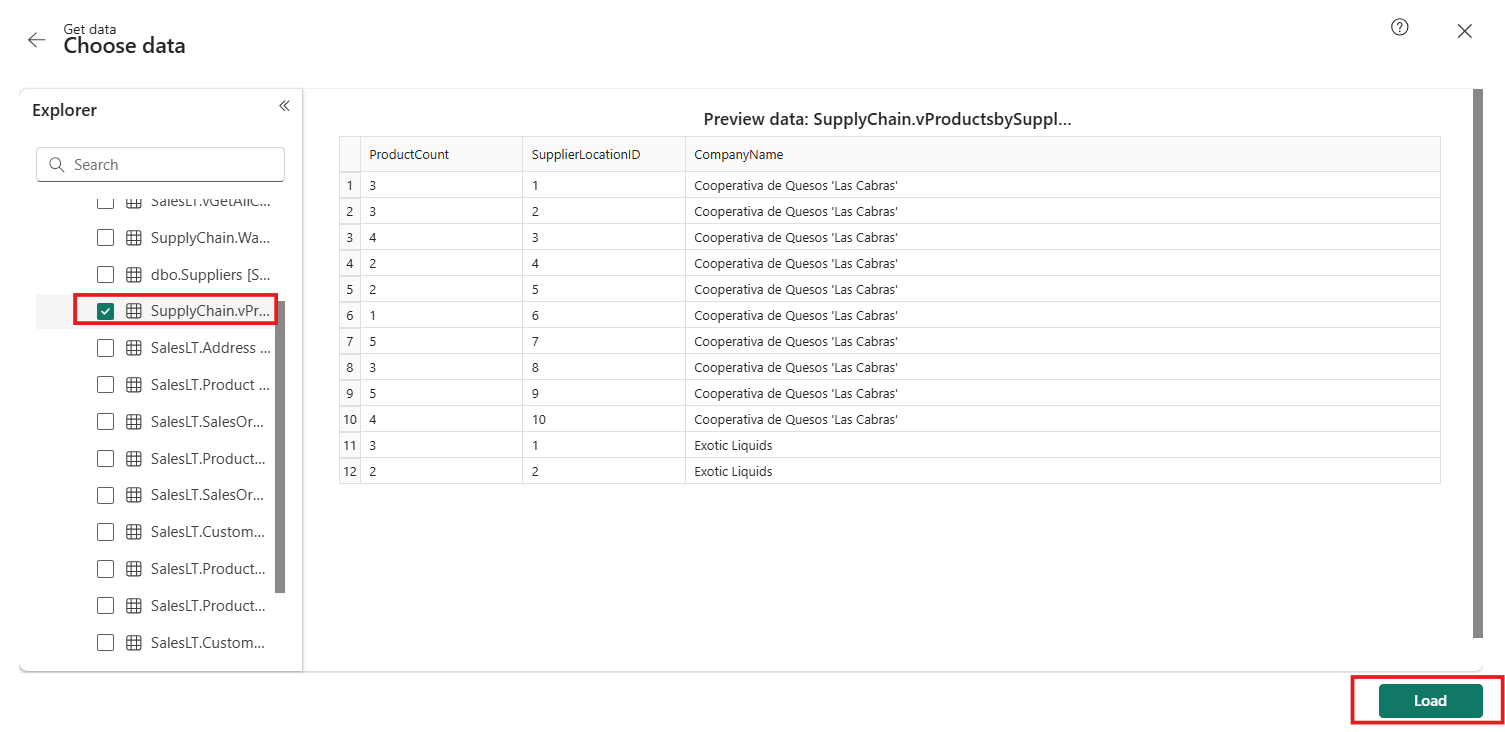 Get data
Choose data
Explorer
Search
SalesLT.vGetAllC...
SupplyChain.Wa...
dbo.Suppliers [S...
SupplyChain.vPr...
SalesLT.Address ...
SalesLT.Product ...
SalesLT.SalesOr...
SalesLT.Product...
SalesLT.SalesOr...
SalesLT.Custom...
SalesLT.Product...
SalesLT.Product...
SalesLT.Custom...
Preview data: SupplyChain.vProductsbySuppl...
ProductCount SupplierLocationID CompanyName
1 3 1 Cooperativa de Quesos 'Las Cabras'
2 3 2 Cooperativa de Quesos 'Las Cabras'
3 4 3 Cooperativa de Quesos 'Las Cabras'
4 2 4 Cooperativa de Quesos 'Las Cabras'
5 2 5 Cooperativa de Quesos 'Las Cabras'
6 1 6 Cooperativa de Quesos 'Las Cabras'
7 5 7 Cooperativa de Quesos 'Las Cabras'
8 3 8 Cooperativa de Quesos 'Las Cabras'
9 5 9 Cooperativa de Quesos 'Las Cabras'
10 4 10 Cooperativa de Quesos 'Las Cabras'
11 3 1 Exotic Liquids
12 2 2 Exotic Liquids
Load